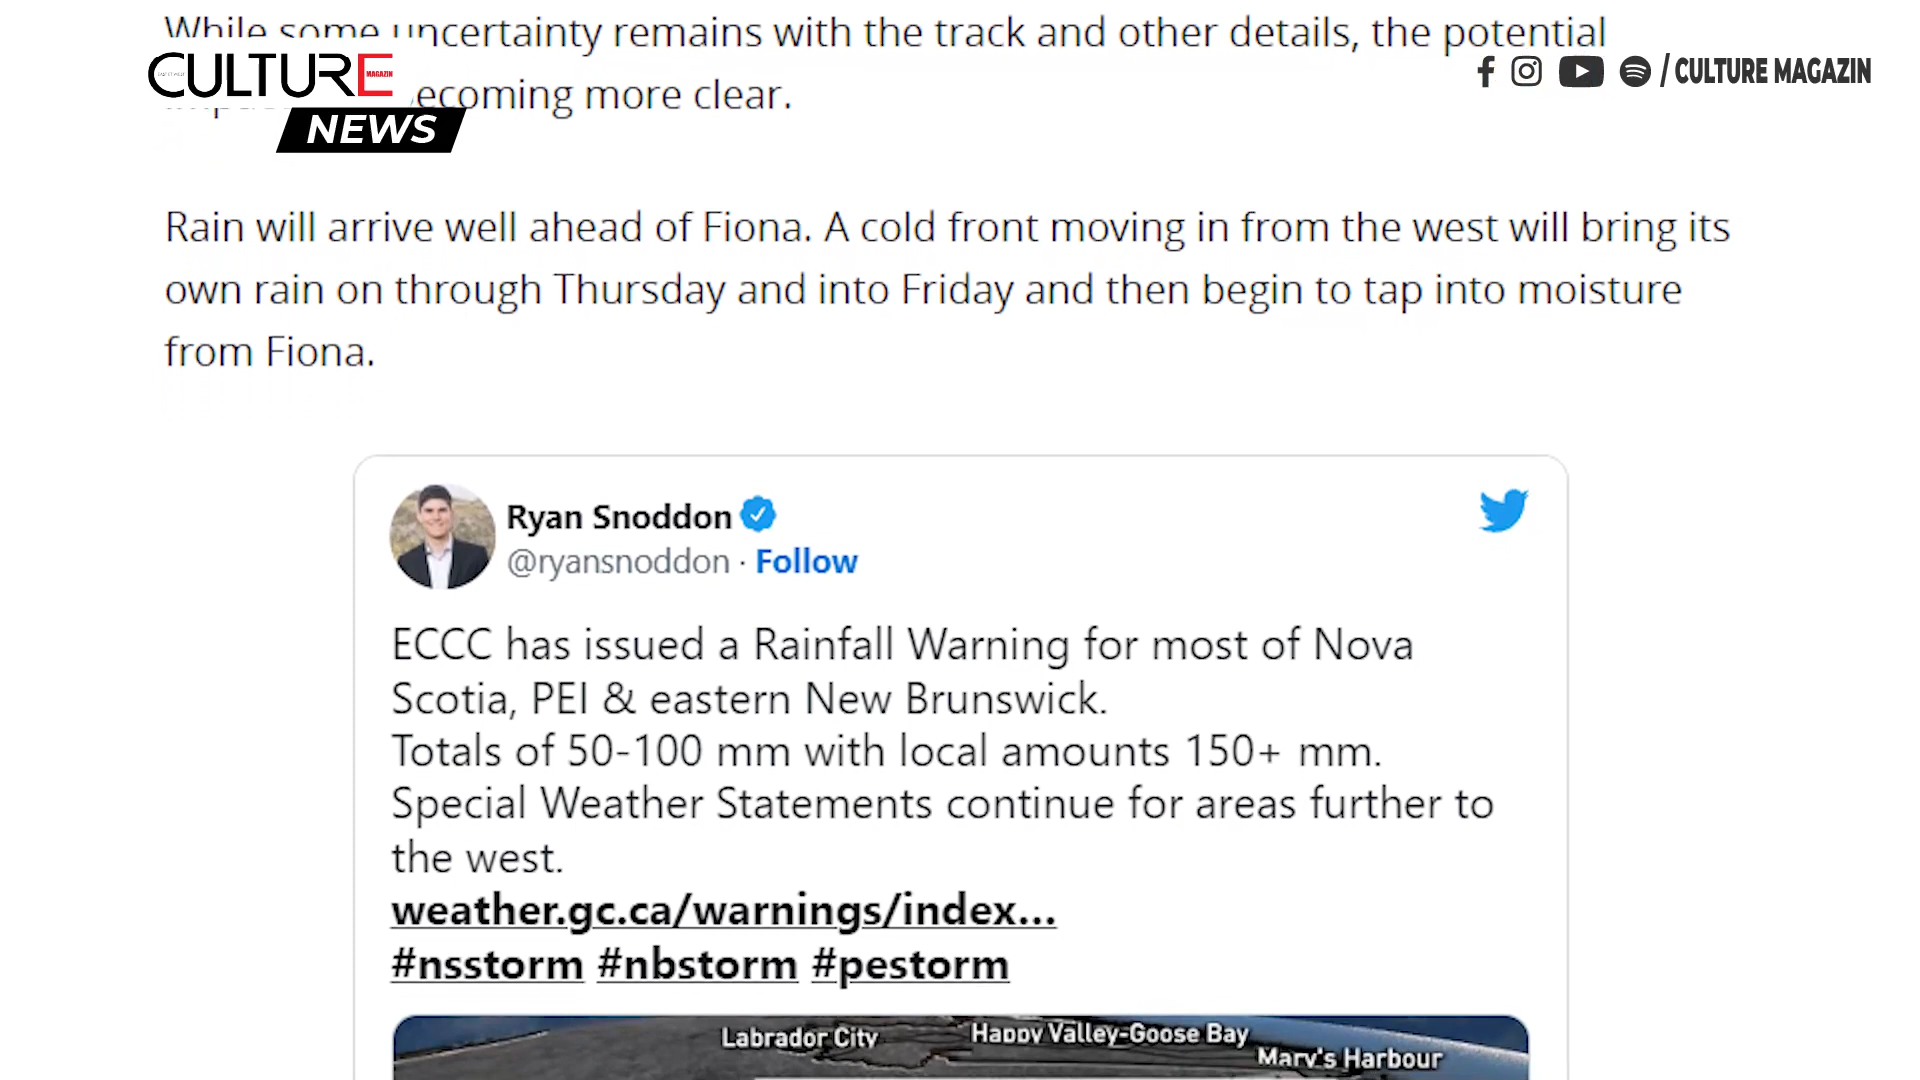 While some uncertainty remains with the track and other details, the potential
CULTURE
MAGAZIN
NEWS
/ CULTURE MAGAZIN
becoming more clear.
Rain will arrive well ahead of Fiona. A cold front moving in from the west will bring its
own rain on through Thursday and into Friday and then begin to tap into moisture
from Fiona.
Ryan Snoddon
@ryansnoddon · Follow
ECCC has issued a Rainfall Warning for most of Nova
Scotia, PEI & eastern New Brunswick.
Totals of 50-100 mm with local amounts 150+ mm.
Special Weather Statements continue for areas further to
the west.
weather.gc.ca/warnings/index...
#nsstorm #nbstorm #pestorm
Labrador City
Happy Valley-Goose Bay
Mary's Harbour